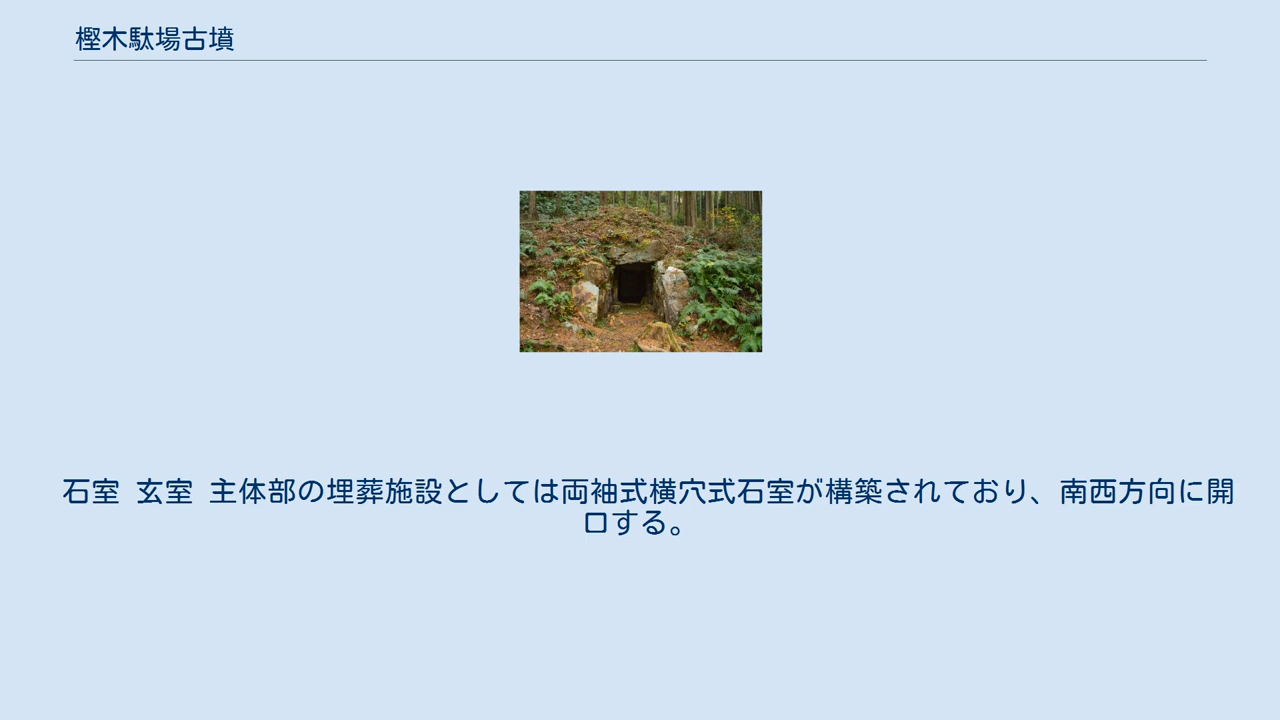 樫木駄場古墳
石室 玄室 主体部の埋葬施設としては両袖式横穴式石室が構築されており、南西方向に開
口する。